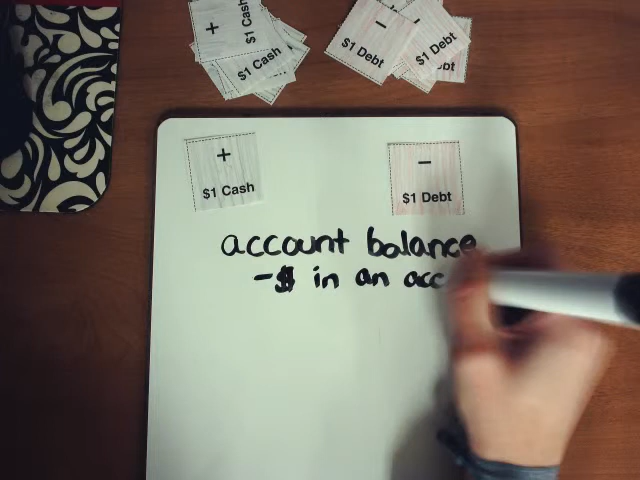 + $1 Cash
$1 Cash
− $1 Debt
$1 Debt
+
$1 Cash
−
$1 Debt
account balance
-$ in an acc